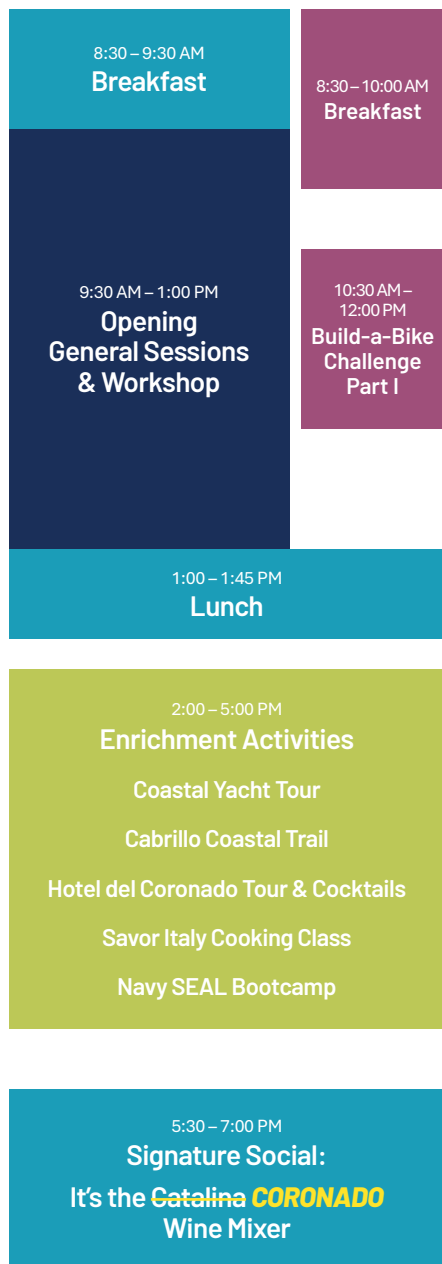 8:30 – 9:30 AM
Breakfast
8:30 – 10:00 AM
Breakfast
9:30 AM – 1:00 PM
Opening
General Sessions
& Workshop
10:30 AM –
12:00 PM
Build-a-Bike
Challenge
Part I
1:00 – 1:45 PM
Lunch
2:00 – 5:00 PM
Enrichment Activities
Coastal Yacht Tour
Cabrillo Coastal Trail
Hotel del Coronado Tour & Cocktails
Savor Italy Cooking Class
Navy SEAL Bootcamp
5:30 – 7:00 PM
Signature Social:
It’s the Catalina CORONADO
Wine Mixer